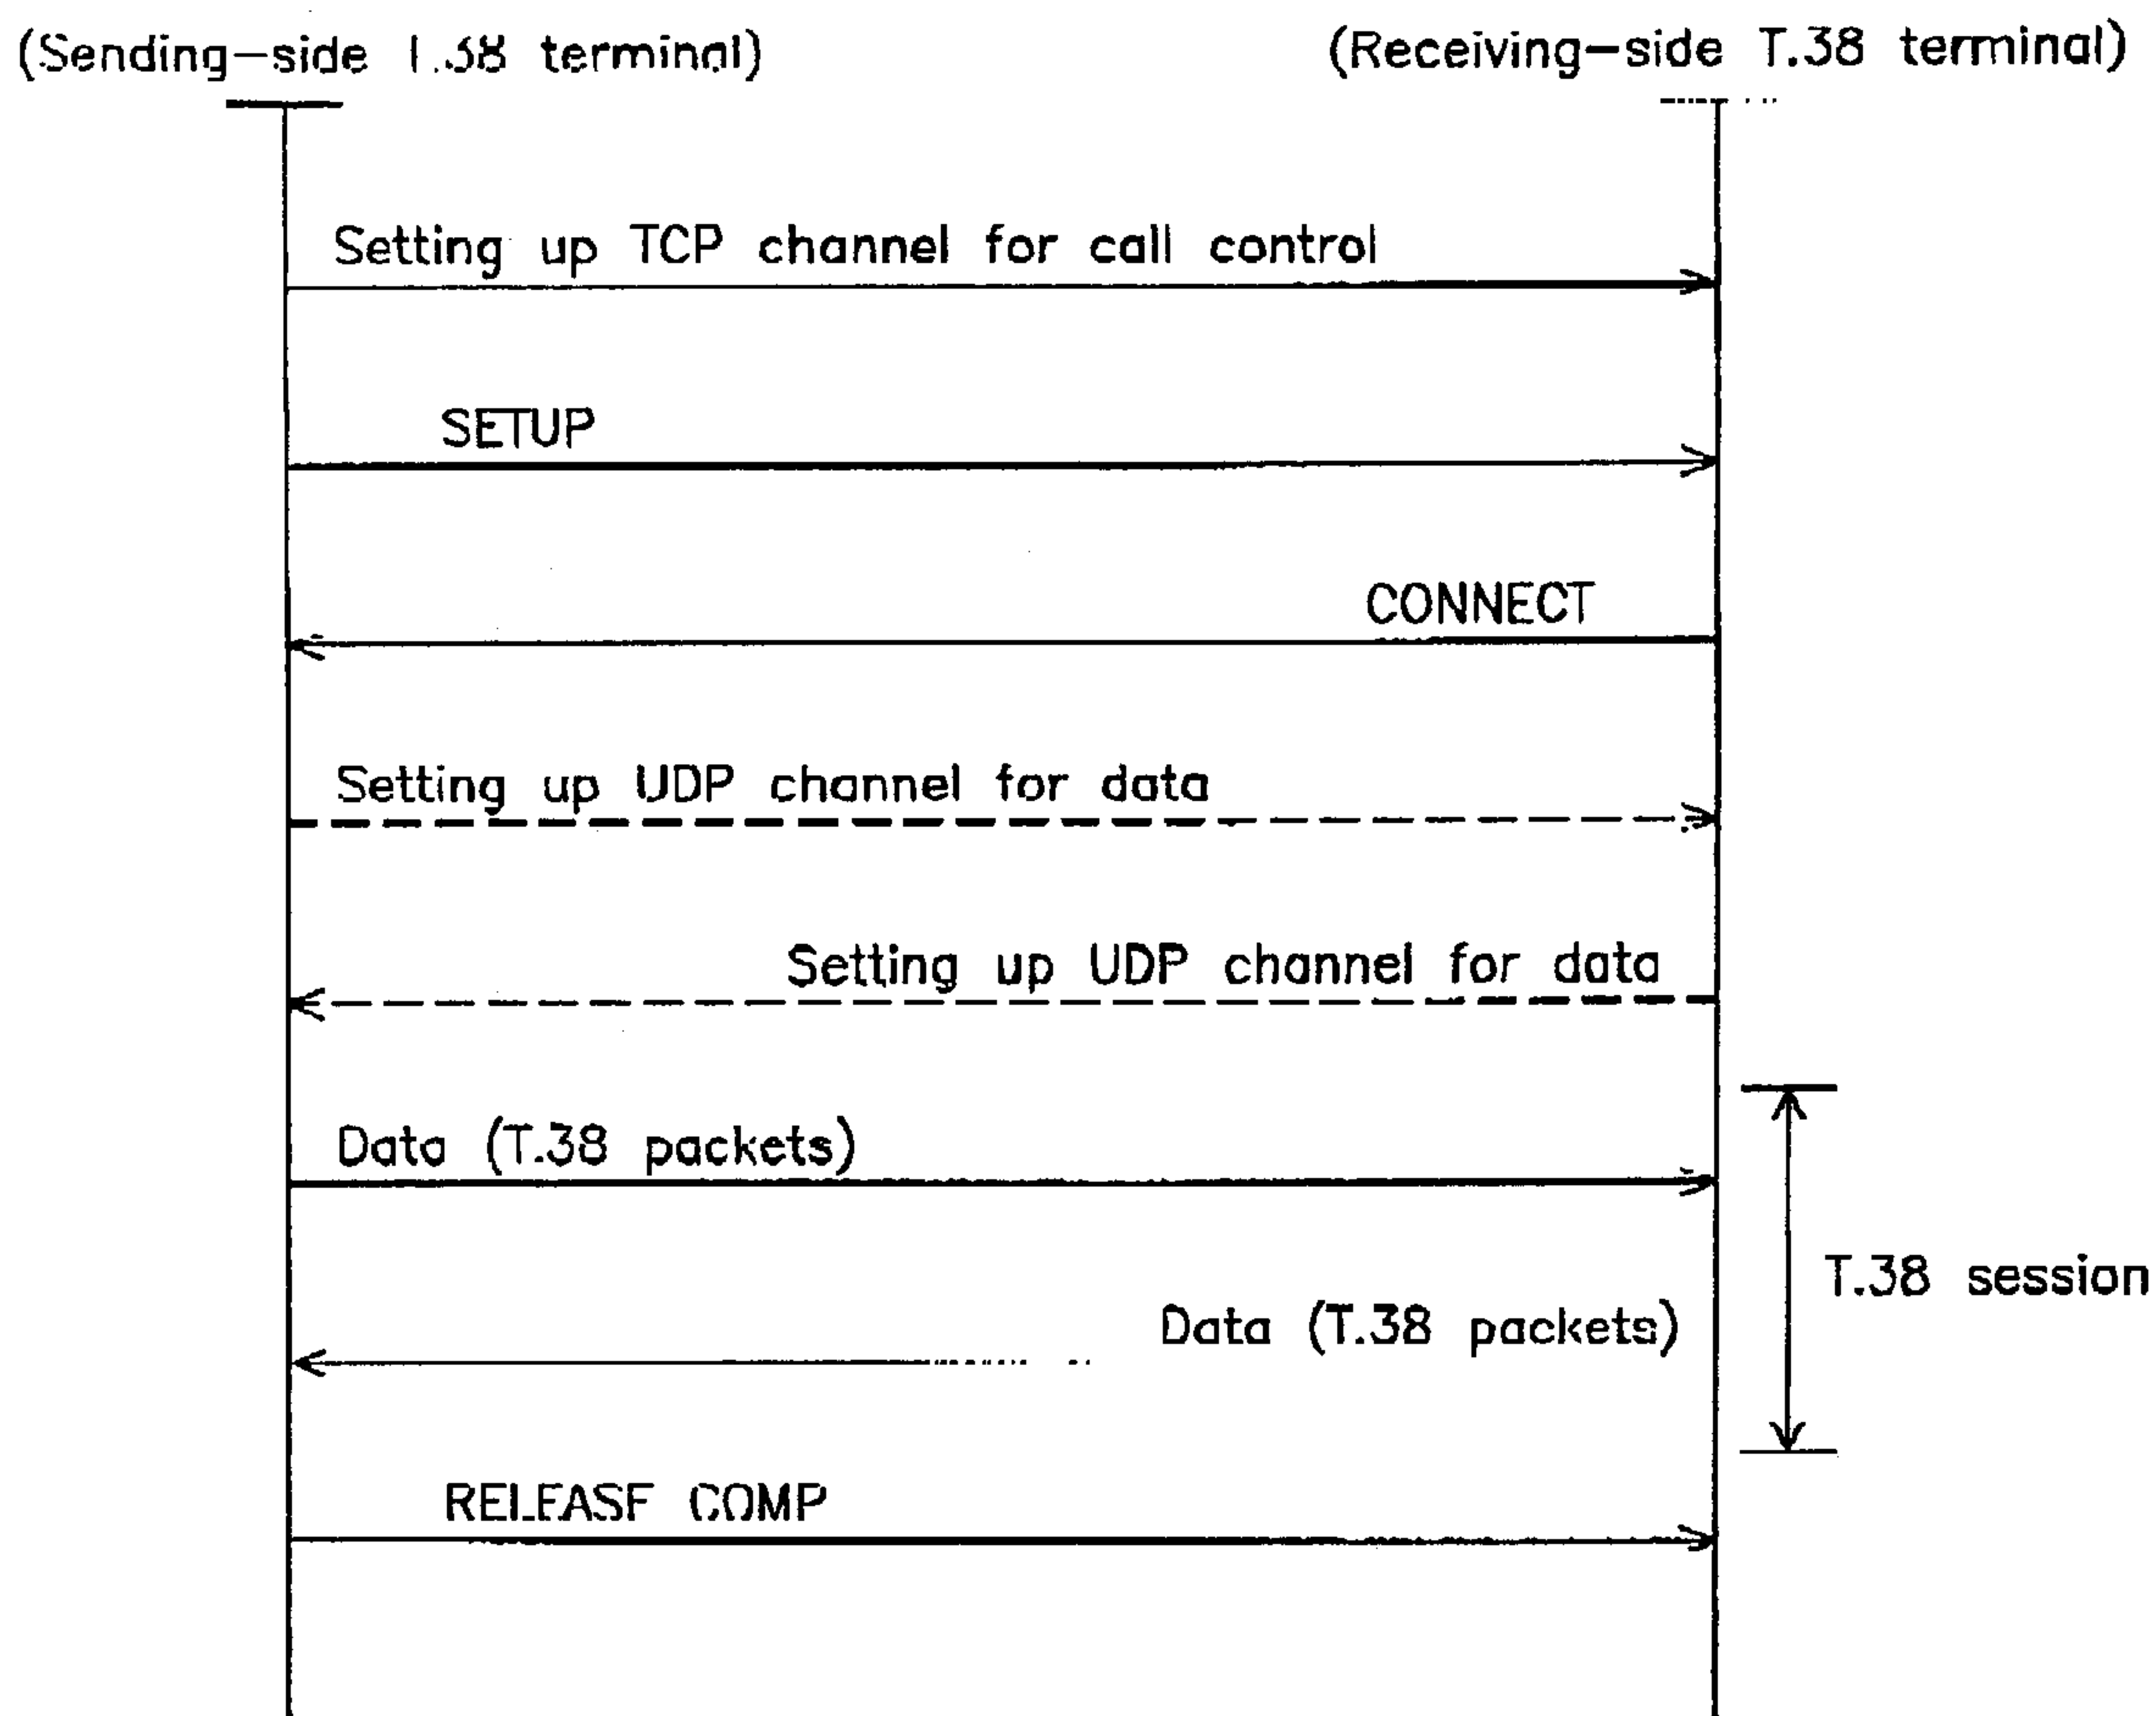 (Sending-side T.38 terminal)
(Receiving-side T.38 terminal)
Setting up TCP channel for call control
SETUP
CONNECT
Setting up UDP channel for data
Setting up UDP channel for data
Data (T.38 packets)
T.38 session
Data (T.38 packets)
RELEASE COMP